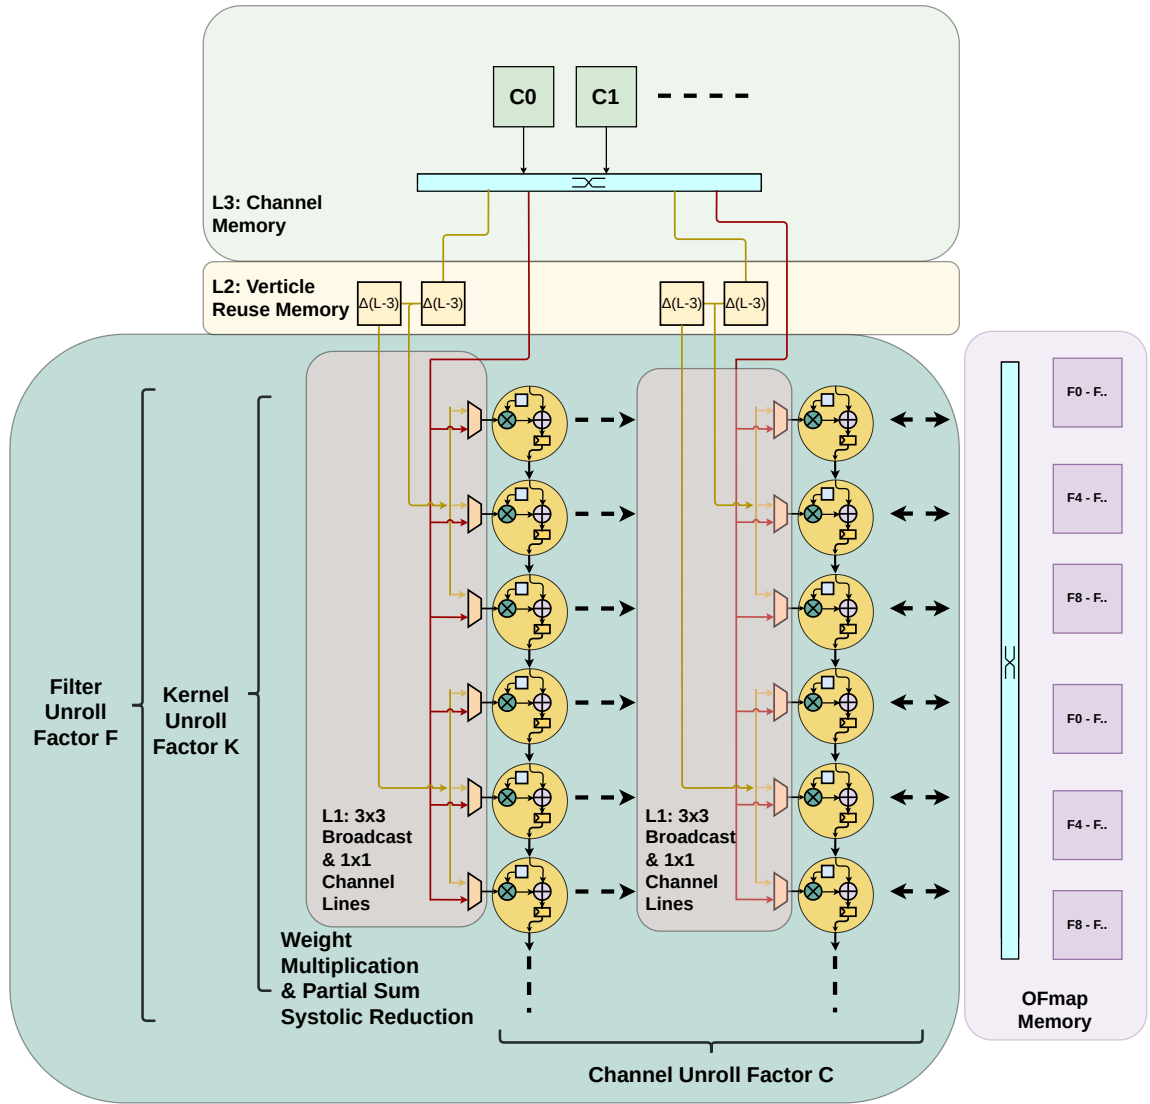 C0
C1
L3: Channel
Memory
L2: Verticle
Reuse Memory
Δ(L-3)
Δ(L-3)
Δ(L-3)
Δ(L-3)
Filter
Unroll
Factor F
Kernel
Unroll
Factor K
L1: 3x3
Broadcast
& 1x1
Channel
Lines
L1: 3x3
Broadcast
& 1x1
Channel
Lines
Weight
Multiplication
& Partial Sum
Systolic Reduction
Channel Unroll Factor C
F0 - F..
F4 - F..
F8 - F..
F0 - F..
F4 - F..
F8 - F..
OFmap
Memory